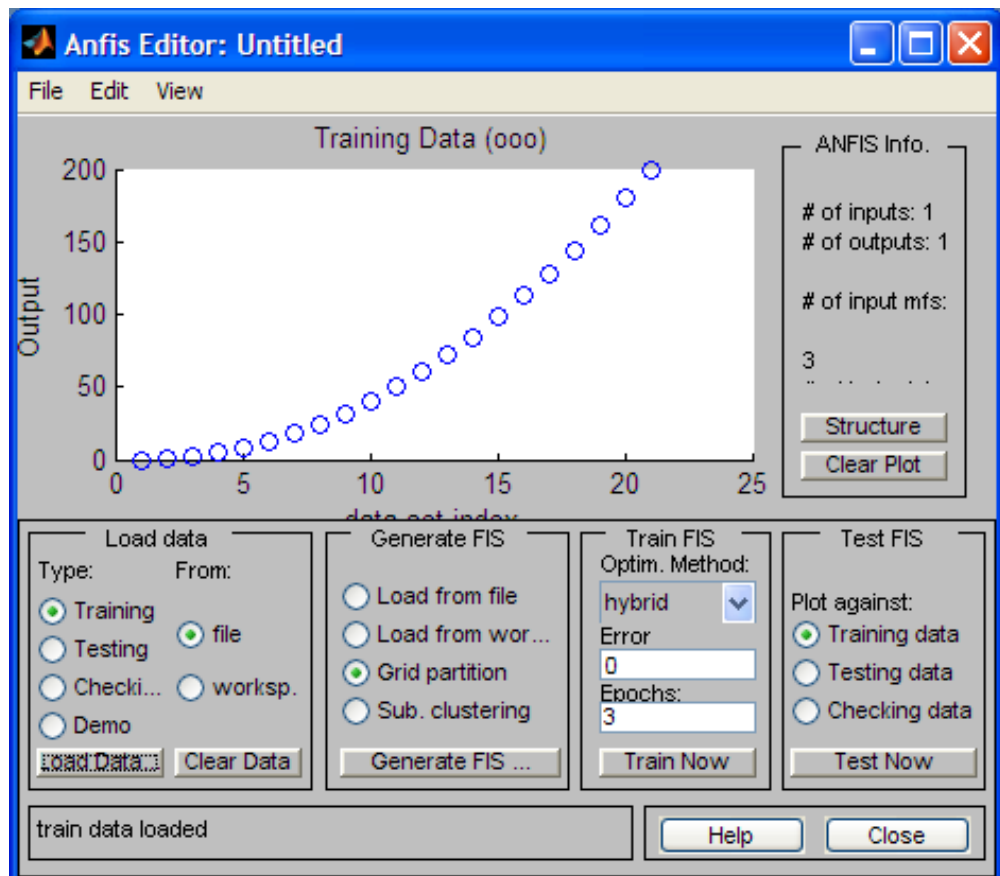 Anfis Editor: Untitled
File Edit View
Training Data (ooo)
200
150
100
50
0
Output
0 5 10 15 20 25
data set index
ANFIS Info.
# of inputs: 1
# of outputs: 1
# of input mfs:
3
Structure
Clear Plot
Load data
Type: From:
Training
Testing
Checki...
Demo
file
worksp.
Load Data...
Clear Data
Generate FIS
Load from file
Load from wor...
Grid partition
Sub. clustering
Generate FIS ...
Train FIS
Optim. Method:
hybrid
Error
0
Epochs:
3
Train Now
Test FIS
Plot against:
Training data
Testing data
Checking data
Test Now
train data loaded
Help
Close